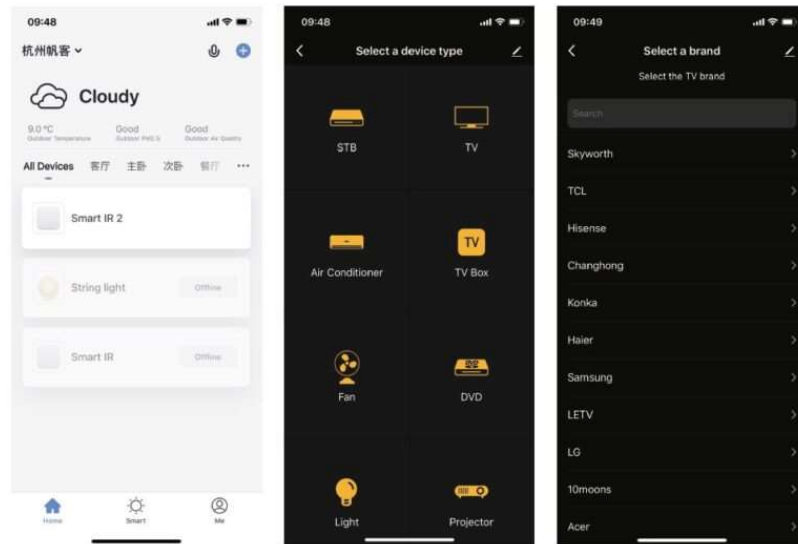 09:48
杭州帆客
Cloudy
9.0 °C Good Good
Outdoor Temperature Outdoor PM2.5 Outdoor Air Quality
All Devices 客厅 主卧 次卧 餐厅 ···
Smart IR 2
String light Offline
Smart IR Offline
Home Smart Me
09:48
Select a device type
STB TV
Air Conditioner TV Box
TV
Fan DVD
Light Projector
09:49
Select a brand
Select the TV brand
Search
Skyworth
TCL
Hisense
Changhong
Konka
Haier
Samsung
LETV
LG
10moons
Acer